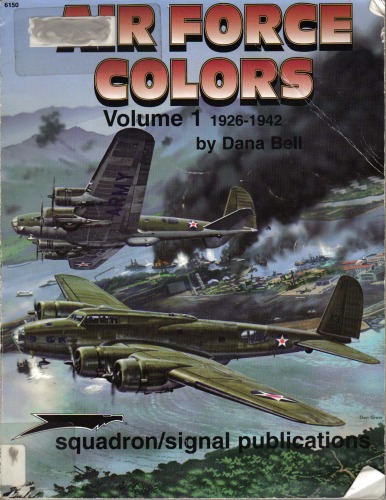 6150
AIR FORCE
COLORS
Volume 1 1926-1942
by Dana Bell
ARMY
squadron/signal publications